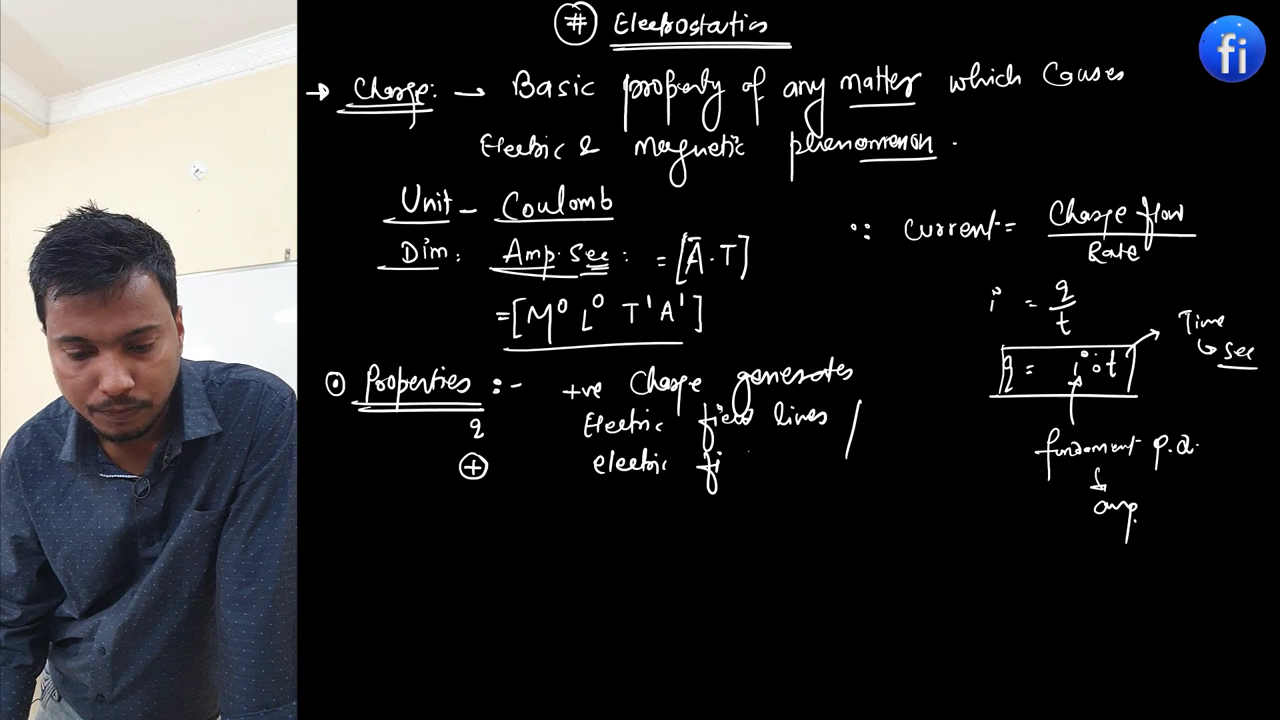 # Electrostatics
fi
→ Charge: → Basic property of any matter which Causes
Electric & magnetic phenomenon.
Unit - Coulomb
Dim: Amp. Sec: = [A·T]
= [M⁰ L⁰ T¹ A¹]
∵ Current = Charge flow / Rate
i = q/t
q = i·t
Time
↳ sec
fundament p.q.
↳ amp.
⊙ Properties :- +ve Charge generates
q Electric field lines /
⊕ electric fi